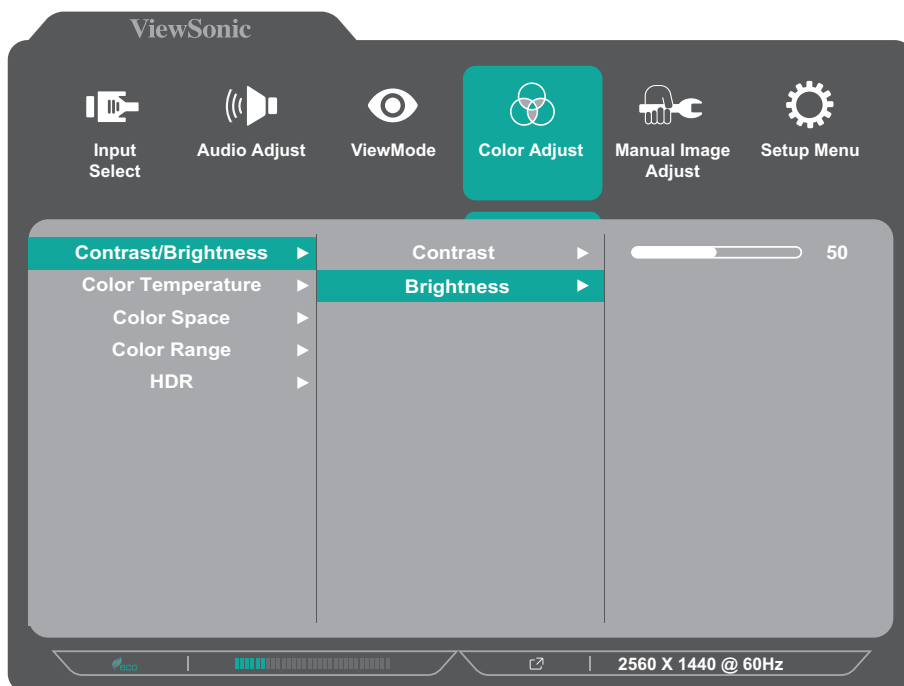 ViewSonic
Input
Select
Audio Adjust
ViewMode
Color Adjust
Manual Image
Adjust
Setup Menu
Contrast/Brightness
Contrast
50
Color Temperature
Brightness
Color Space
Color Range
HDR
eco
2560 X 1440 @ 60Hz